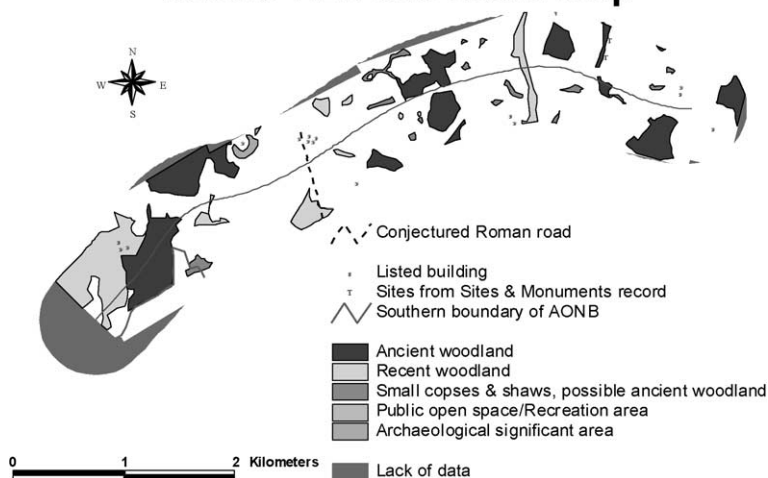 N
W E
S
Conjectured Roman road
Listed building
T Sites from Sites & Monuments record
Southern boundary of AONB
Ancient woodland
Recent woodland
Small copses & shaws, possible ancient woodland
Public open space/Recreation area
Archaeological significant area
0 1 2 Kilometers
Lack of data